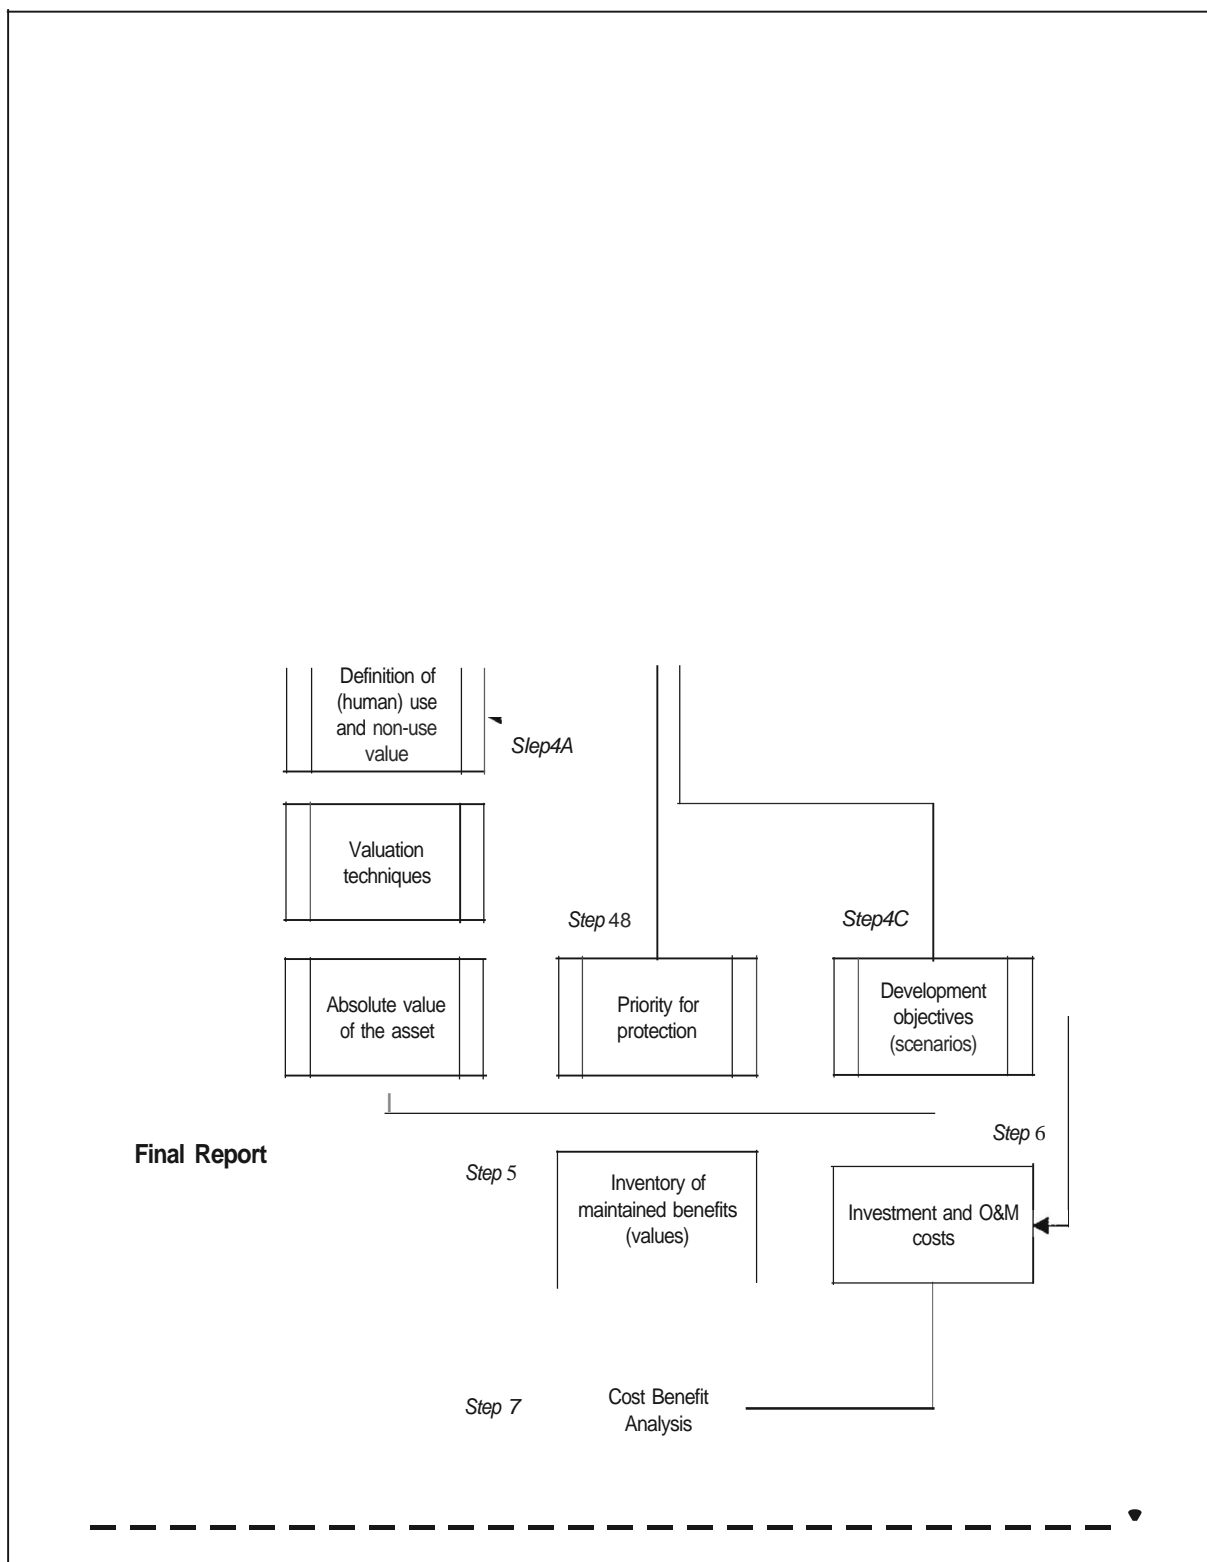 Definition of
(human) use
and non-use
value
Slep4A
Valuation
techniques
Step 48
Step4C
Absolute value
of the asset
Priority for
protection
Development
objectives
(scenarios)
Step 6
Final Report
Step 5
Inventory of
maintained benefits
(values)
Investment and O&M
costs
Step 7
Cost Benefit
Analysis